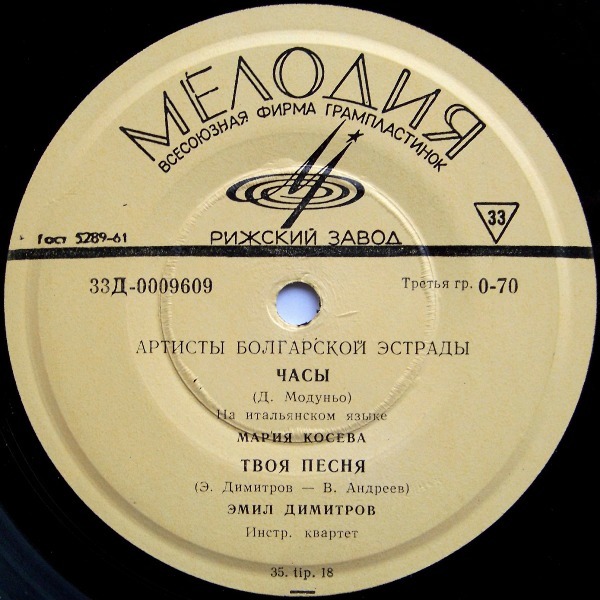 МЕЛОДИЯ
ВСЕСОЮЗНАЯ ФИРМА ГРАМПЛАСТИНОК
33
Гост 5289-61
РИЖСКИЙ ЗАВОД
33Д-0009609
Третья гр. 0-70
АРТИСТЫ БОЛГАРСКОЙ ЭСТРАДЫ
ЧАСЫ
(Д. Модуньо)
На итальянском языке
МАРИЯ КОСЕВА
ТВОЯ ПЕСНЯ
(Э. Димитров — В. Андреев)
ЭМИЛ ДИМИТРОВ
Инстр. квартет
35. tip. 18